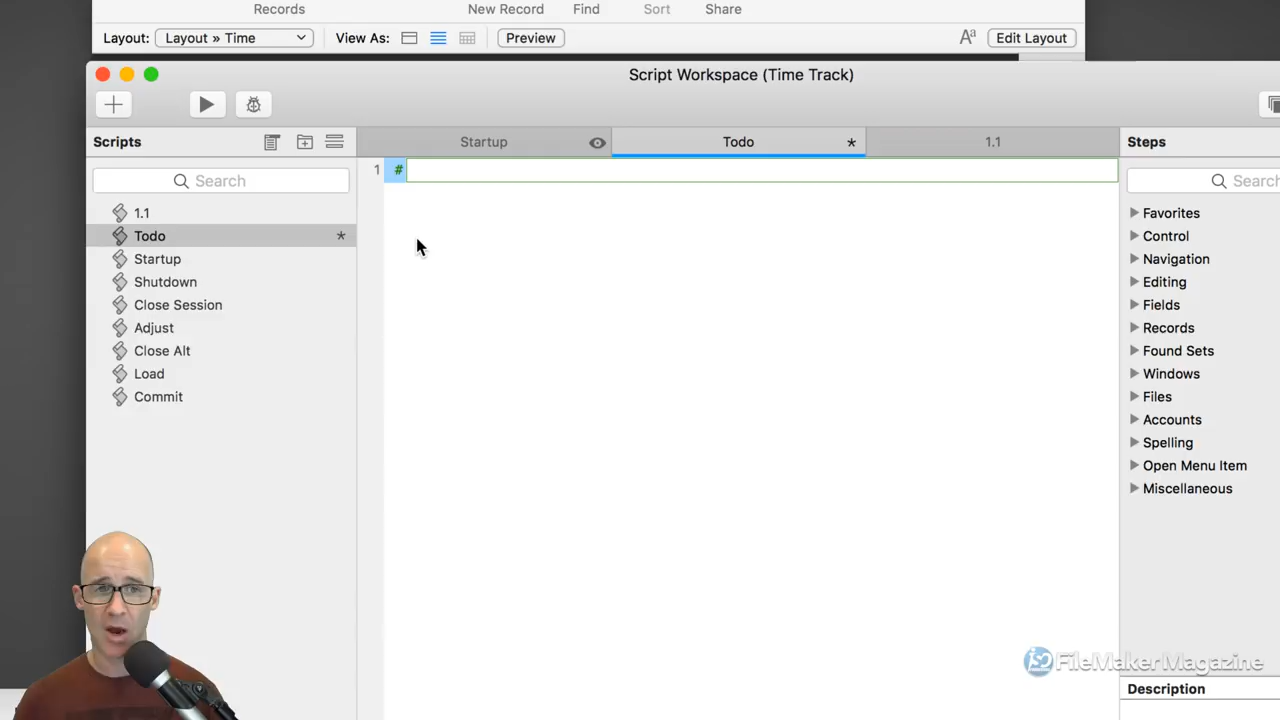 Records New Record Find Sort Share
Layout: Layout » Time View As: Preview Aa Edit Layout
Script Workspace (Time Track)
Scripts Startup Todo * 1.1 Steps
Search 1 # Search
1.1 Favorites
Todo * Control
Startup Navigation
Shutdown Editing
Close Session Fields
Adjust Records
Close Alt Found Sets
Load Windows
Commit Files
Accounts
Spelling
Open Menu Item
Miscellaneous
FileMakerMagazine
Description